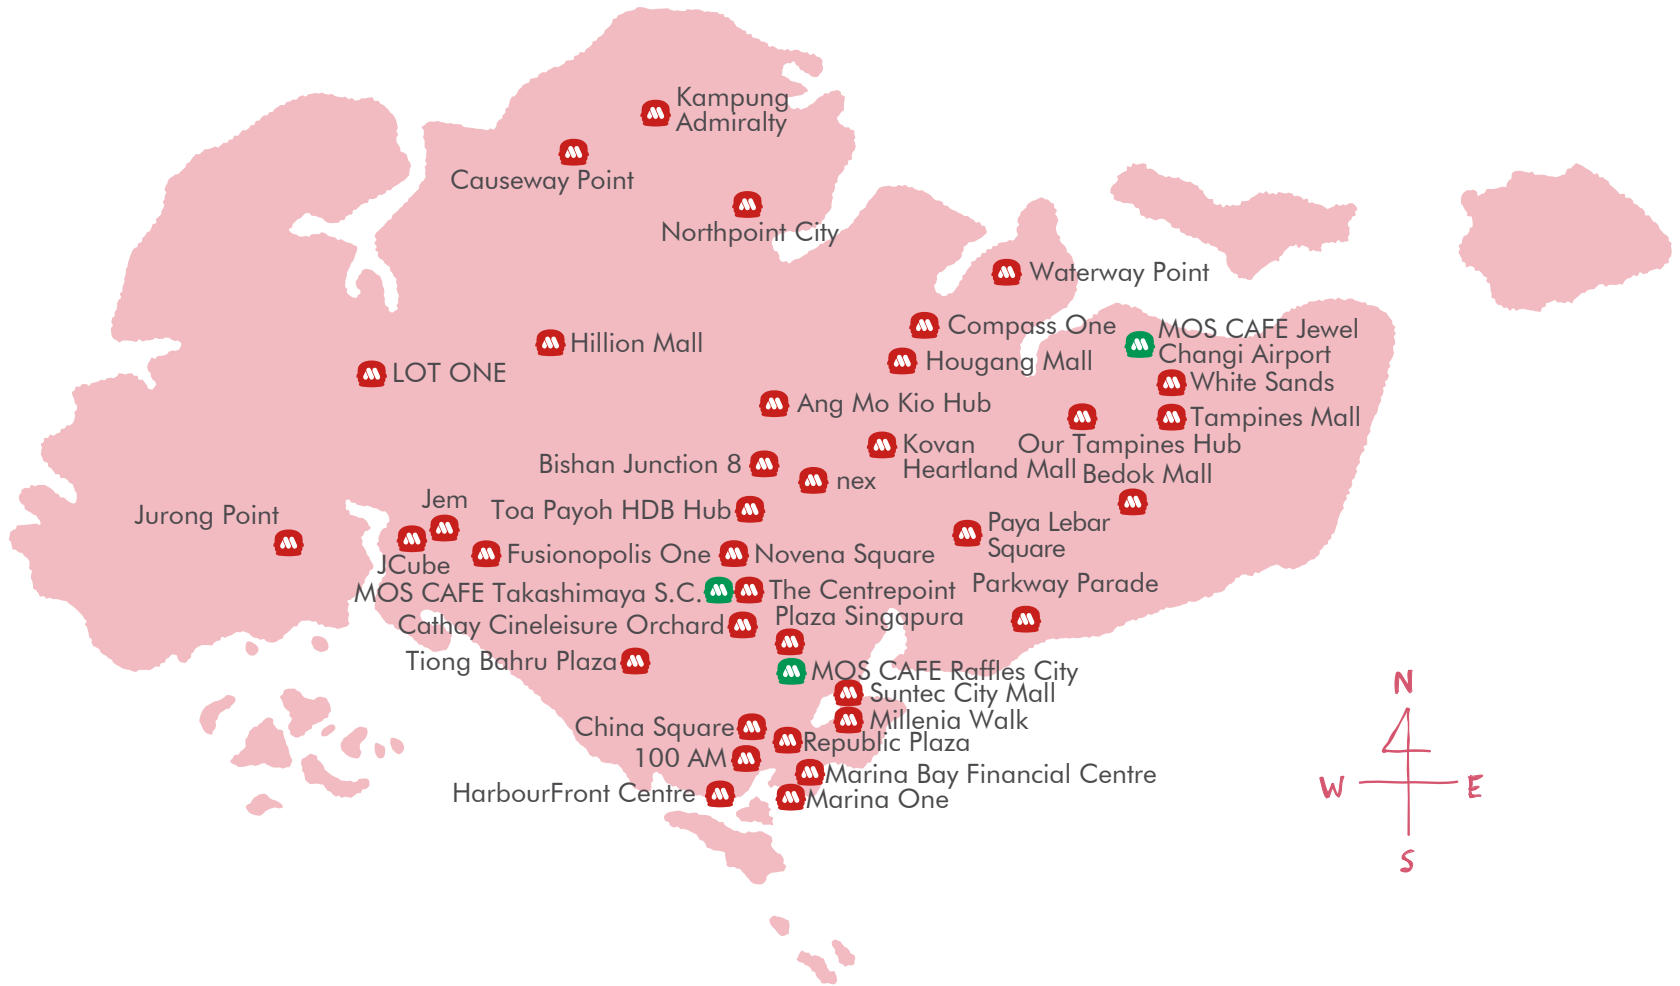 Kampung
Admiralty
Causeway Point
Northpoint City
Waterway Point
Compass One
MOS CAFE Jewel
Changi Airport
Hillion Mall
Hougang Mall
LOT ONE
White Sands
Ang Mo Kio Hub
Tampines Mall
Kovan
Heartland Mall
Our Tampines Hub
Bishan Junction 8
nex
Bedok Mall
Jem
Jurong Point
Toa Payoh HDB Hub
Paya Lebar
Square
JCube
Fusionopolis One
Novena Square
MOS CAFE Takashimaya S.C.
The Centrepoint
Parkway Parade
Cathay Cineleisure Orchard
Plaza Singapura
Tiong Bahru Plaza
MOS CAFE Raffles City
Suntec City Mall
Millenia Walk
China Square
Republic Plaza
100 AM
Marina Bay Financial Centre
HarbourFront Centre
Marina One
N
W
E
S